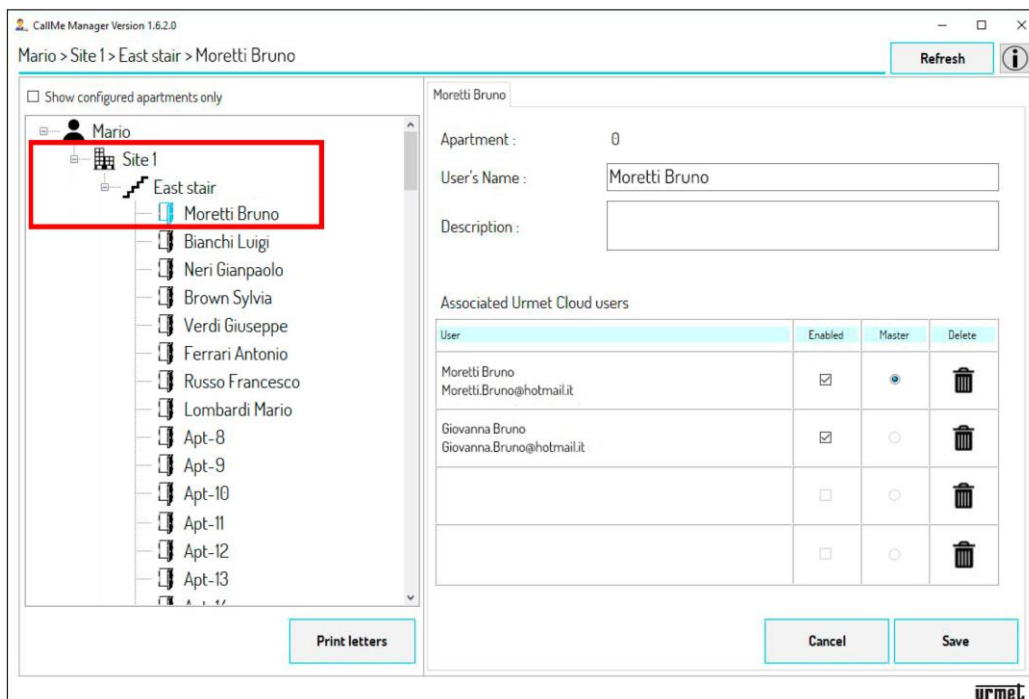 CallMe Manager Version 1.6.2.0
Mario > Site 1 > East stair > Moretti Bruno
Refresh
Show configured apartments only
Mario
Site 1
East stair
Moretti Bruno
Bianchi Luigi
Neri Gianpaolo
Brown Sylvia
Verdi Giuseppe
Ferrari Antonio
Russo Francesco
Lombardi Mario
Apt-8
Apt-9
Apt-10
Apt-11
Apt-12
Apt-13
Print letters
Moretti Bruno
Apartment : 0
User's Name : Moretti Bruno
Description :
Associated Urmet Cloud users
User Enabled Master Delete
Moretti Bruno
Moretti.Bruno@hotmail.it
Giovanna Bruno
Giovanna.Bruno@hotmail.it
Cancel Save
urmet